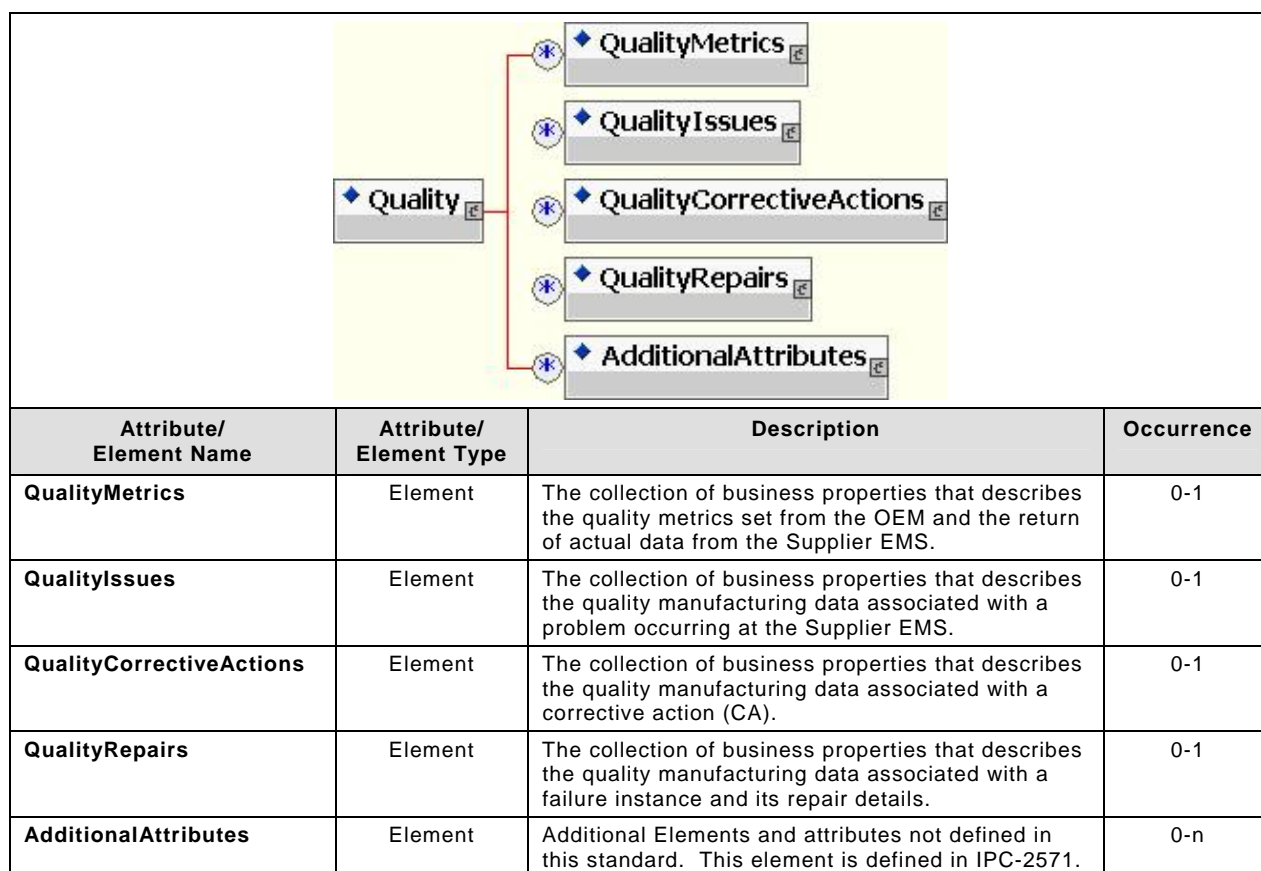 QualityMetrics
QualityIssues
Quality
QualityCorrectiveActions
QualityRepairs
AdditionalAttributes
Attribute/ Attribute/ Description Occurrence
Element Name Element Type
QualityMetrics Element The collection of business properties that describes 0-1
the quality metrics set from the OEM and the return
of actual data from the Supplier EMS.
QualityIssues Element The collection of business properties that describes 0-1
the quality manufacturing data associated with a
problem occurring at the Supplier EMS.
QualityCorrectiveActions Element The collection of business properties that describes 0-1
the quality manufacturing data associated with a
corrective action (CA).
QualityRepairs Element The collection of business properties that describes 0-1
the quality manufacturing data associated with a
failure instance and its repair details.
AdditionalAttributes Element Additional Elements and attributes not defined in 0-n
this standard. This element is defined in IPC-2571.